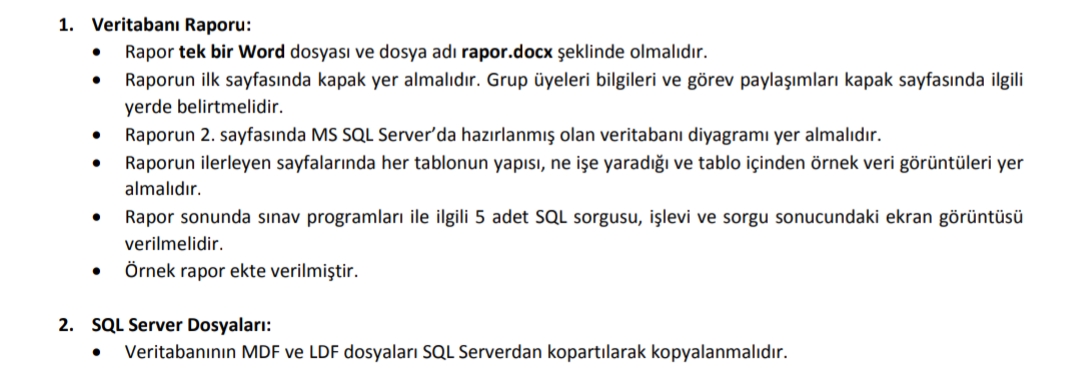 1. Veritabanı Raporu:
• Rapor tek bir Word dosyası ve dosya adı rapor.docx şeklinde olmalıdır.
• Raporun ilk sayfasında kapak yer almalıdır. Grup üyeleri bilgileri ve görev paylaşımları kapak sayfasında ilgili
yerde belirtmelidir.
• Raporun 2. sayfasında MS SQL Server’da hazırlanmış olan veritabanı diyagramı yer almalıdır.
• Raporun ilerleyen sayfalarında her tablonun yapısı, ne işe yaradığı ve tablo içinden örnek veri görüntüleri yer
almalıdır.
• Rapor sonunda sınav programları ile ilgili 5 adet SQL sorgusu, işlevi ve sorgu sonucundaki ekran görüntüsü
verilmelidir.
• Örnek rapor ekte verilmiştir.
2. SQL Server Dosyaları:
• Veritabanının MDF ve LDF dosyaları SQL Serverdan kopartılarak kopyalanmalıdır.